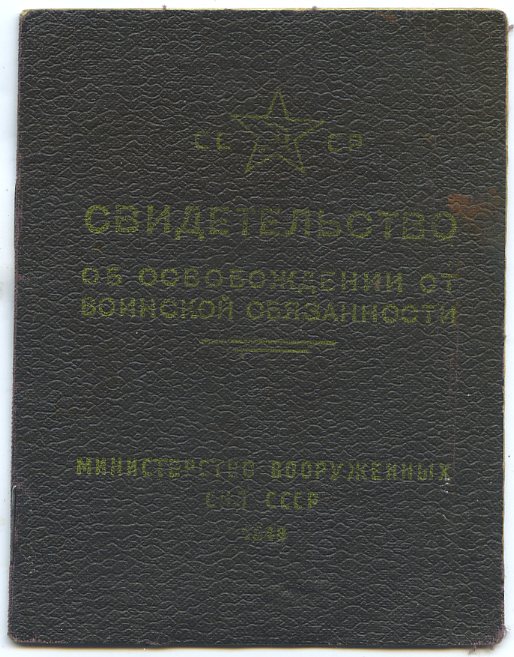 СС СР
СВИДЕТЕЛЬСТВО
ОБ ОСВОБОЖДЕНИИ ОТ
ВОИНСКОЙ ОБЯЗАННОСТИ
МИНИСТЕРСТВО ВООРУЖЕННЫХ
СИЛ СССР